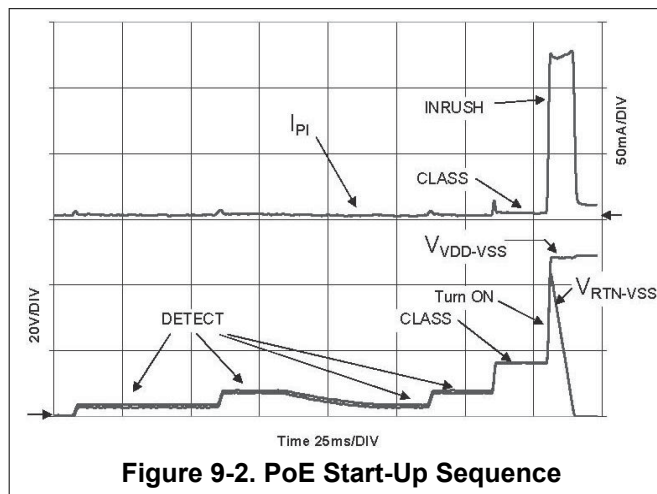 INRUSH
50mA/DIV
I_PI
CLASS
V_VDD-VSS
Turn ON
V_RTN-VSS
20V/DIV
DETECT
CLASS
Time 25ms/DIV
Figure 9-2. PoE Start-Up Sequence